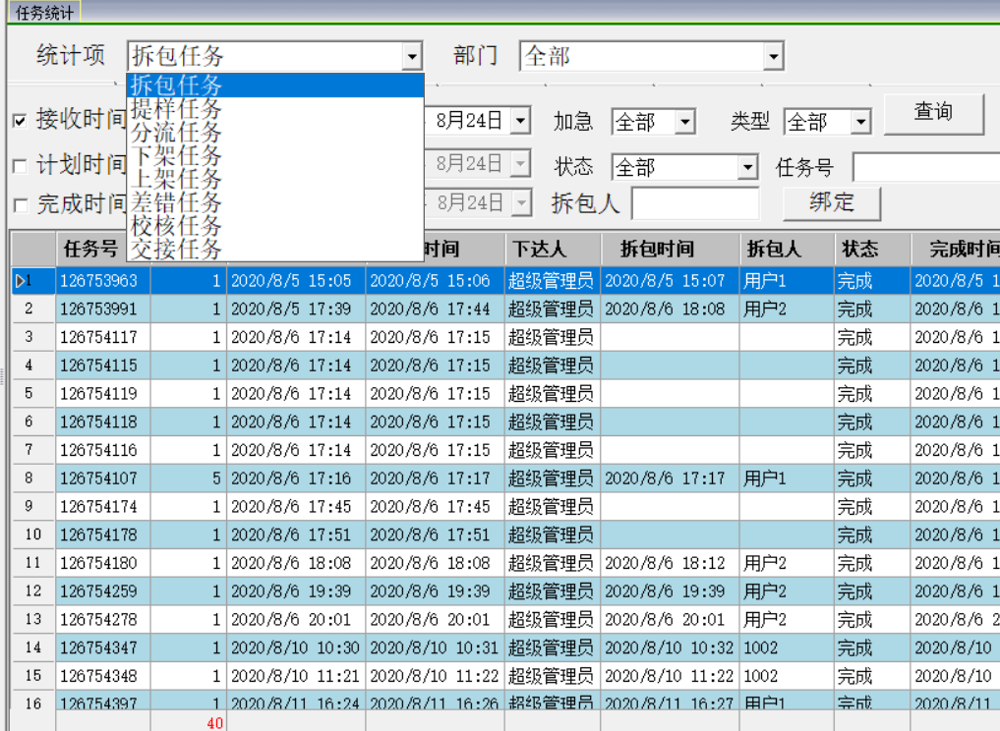 任务统计
统计项 拆包任务 部门 全部
拆包任务
提样任务
分流任务
下架任务
上架任务
差错任务
校核任务
交接任务
接收时间 8月24日 加急 全部 类型 全部 查询
计划时间 8月24日 状态 全部 任务号
完成时间 8月24日 拆包人 绑定
任务号 时间 下达人 拆包时间 拆包人 状态 完成时间
1 126753963 1 2020/8/5 15:05 2020/8/5 15:06 超级管理员 2020/8/5 15:07 用户1 完成 2020/8/5 1
2 126753991 1 2020/8/5 17:39 2020/8/6 17:44 超级管理员 2020/8/6 18:08 用户2 完成 2020/8/6 1
3 126754117 1 2020/8/6 17:14 2020/8/6 17:15 超级管理员 完成 2020/8/6 1
4 126754115 1 2020/8/6 17:14 2020/8/6 17:15 超级管理员 完成 2020/8/6 1
5 126754119 1 2020/8/6 17:14 2020/8/6 17:15 超级管理员 完成 2020/8/6 1
6 126754118 1 2020/8/6 17:14 2020/8/6 17:15 超级管理员 完成 2020/8/6 1
7 126754116 1 2020/8/6 17:14 2020/8/6 17:15 超级管理员 完成 2020/8/6 1
8 126754107 5 2020/8/6 17:16 2020/8/6 17:17 超级管理员 2020/8/6 17:17 用户1 完成 2020/8/6 1
9 126754174 1 2020/8/6 17:45 2020/8/6 17:45 超级管理员 完成 2020/8/6 1
10 126754178 1 2020/8/6 17:51 2020/8/6 17:51 超级管理员 完成 2020/8/6 1
11 126754180 1 2020/8/6 18:08 2020/8/6 18:08 超级管理员 2020/8/6 18:12 用户2 完成 2020/8/6 1
12 126754259 1 2020/8/6 19:39 2020/8/6 19:39 超级管理员 2020/8/6 19:39 用户2 完成 2020/8/6 1
13 126754278 1 2020/8/6 20:01 2020/8/6 20:01 超级管理员 2020/8/6 20:01 用户2 完成 2020/8/6 2
14 126754347 1 2020/8/10 10:30 2020/8/10 10:31 超级管理员 2020/8/10 10:32 1002 完成 2020/8/10
15 126754348 1 2020/8/10 11:21 2020/8/10 11:22 超级管理员 2020/8/10 11:22 1002 完成 2020/8/10
16 126754397 1 2020/8/11 16:24 2020/8/11 16:26 超级管理员 2020/8/11 16:27 用户1 完成 2020/8/11
40